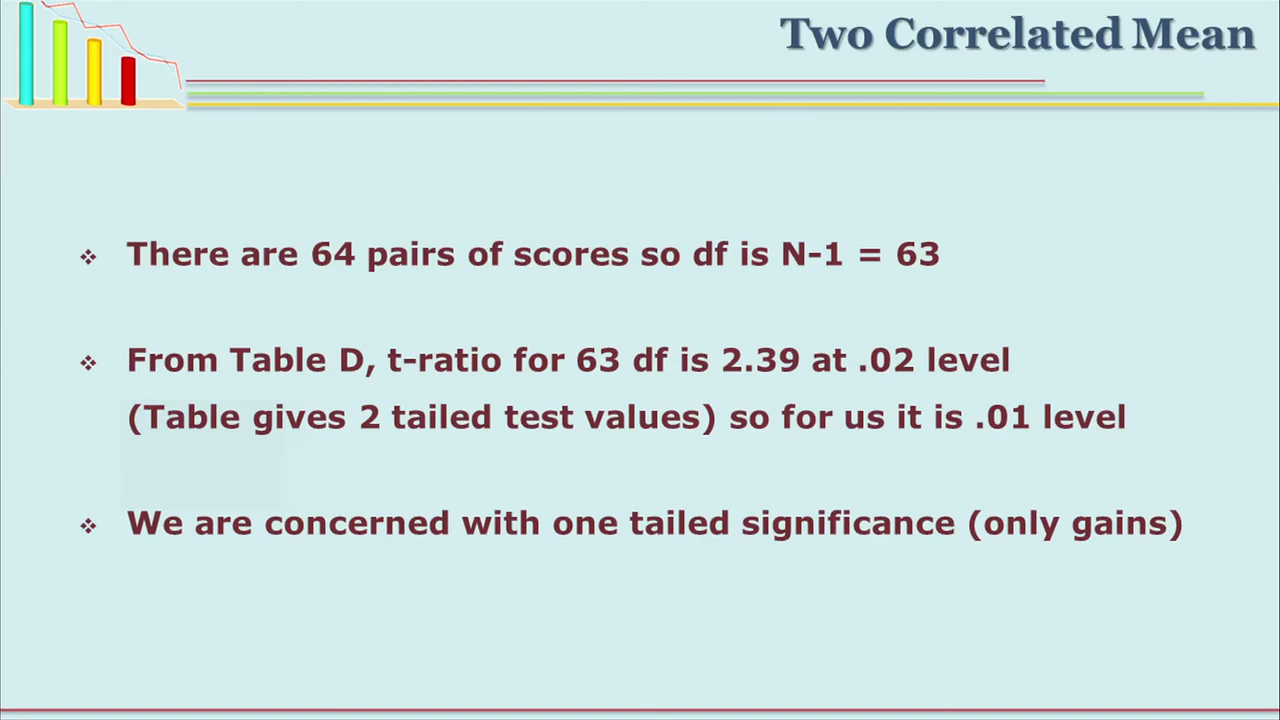 Two Correlated Mean
❖ There are 64 pairs of scores so df is N-1 = 63
❖ From Table D, t-ratio for 63 df is 2.39 at .02 level
(Table gives 2 tailed test values) so for us it is .01 level
❖ We are concerned with one tailed significance (only gains)